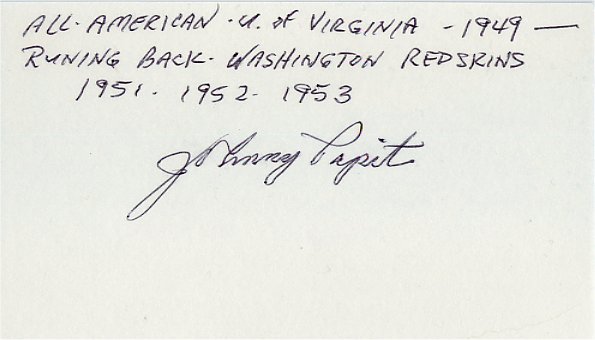 ALL-AMERICAN - U. of VIRGINIA - 1949 —
RUNING BACK - WASHINGTON REDSKINS
1951 - 1952 - 1953
Johnny Papit